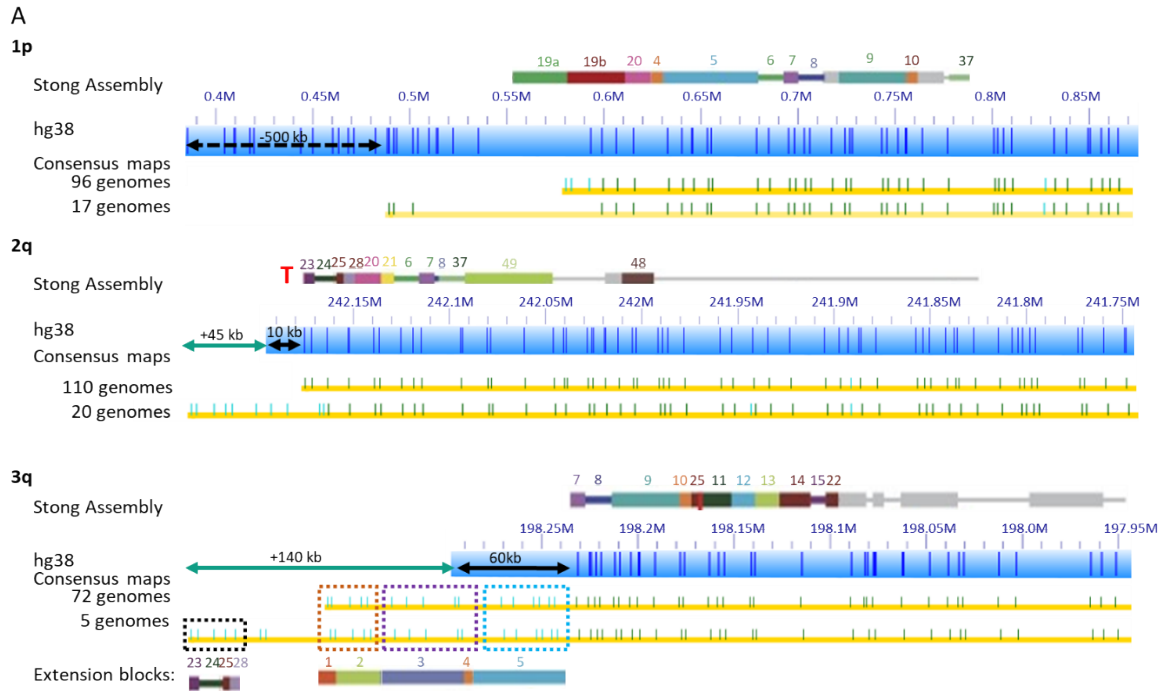 A
1p
19a 19b 20 4 5 6 7 8 9 10 37
Stong Assembly
0.4M 0.45M 0.5M 0.55M 0.6M 0.65M 0.7M 0.75M 0.8M 0.85M
hg38
-500 kb
Consensus maps
96 genomes
17 genomes
2q
T 23 24 25 28 20 21 6 7 8 37 49 48
Stong Assembly
242.15M 242.1M 242.05M 242M 241.95M 241.9M 241.85M 241.8M 241.75M
hg38 +45 kb 10 kb
Consensus maps
110 genomes
20 genomes
3q
7 8 9 10 25 11 12 13 14 15 22
Stong Assembly
198.25M 198.2M 198.15M 198.1M 198.05M 198.0M 197.95M
hg38 +140 kb 60kb
Consensus maps
72 genomes
5 genomes
23 24 25 28 1 2 3 4 5
Extension blocks: